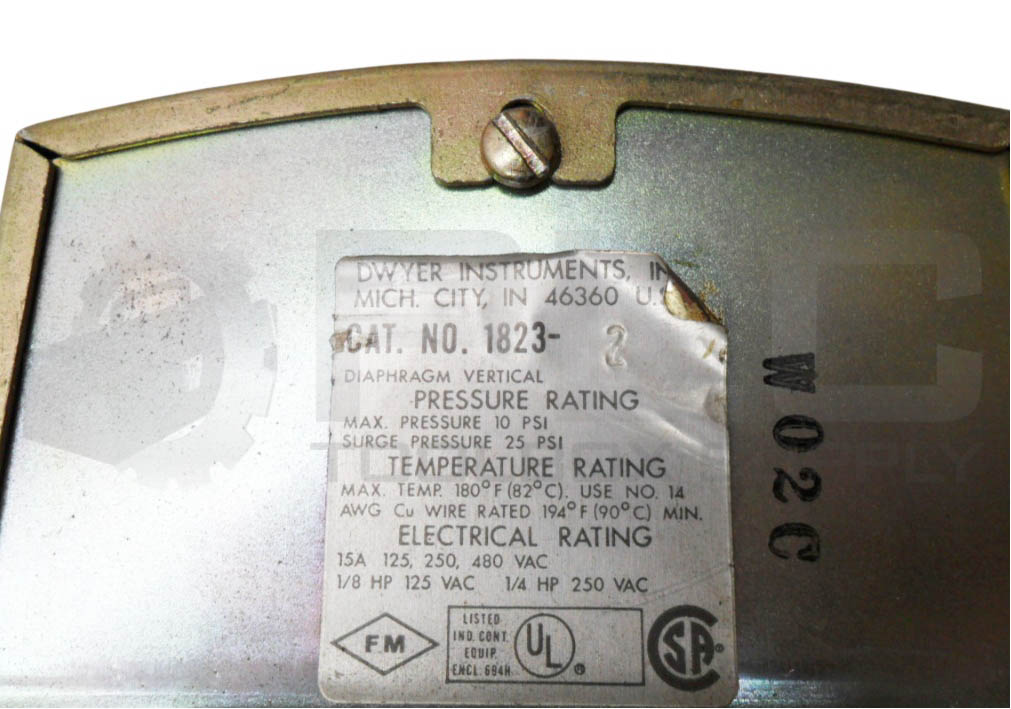 DWYER INSTRUMENTS, IN
MICH. CITY, IN 46360 U.S
CAT. NO. 1823- 2
DIAPHRAGM VERTICAL
PRESSURE RATING
MAX. PRESSURE 10 PSI
SURGE PRESSURE 25 PSI
TEMPERATURE RATING
MAX. TEMP. 180°F (82°C). USE NO. 14
AWG Cu WIRE RATED 194°F (90°C) MIN.
ELECTRICAL RATING
15A 125, 250, 480 VAC
1/8 HP 125 VAC 1/4 HP 250 VAC
FM
LISTED
IND. CONT.
EQUIP.
ENCL. 694H
UL ®
SA ®
W02C